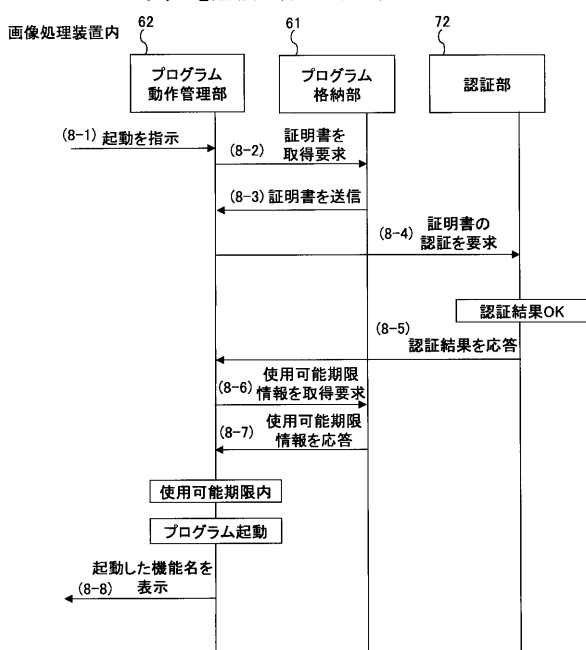 62
61
72
画像処理装置内
プログラム
動作管理部
プログラム
格納部
認証部
(8-1) 起動を指示
(8-2) 証明書を
取得要求
(8-3) 証明書を送信
(8-4) 証明書の
認証を要求
認証結果OK
(8-5)
認証結果を応答
(8-6) 使用可能期限
情報を取得要求
(8-7) 使用可能期限
情報を応答
使用可能期限内
プログラム起動
起動した機能名を
(8-8) 表示